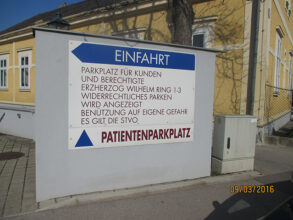 EINFAHRT
PARKPLATZ FÜR KUNDEN
UND BERECHTIGTE
ERZHERZOG WILHELM RING 1-3
WIDERRECHTLICHES PARKEN
WIRD ANGEZEIGT
BENÜTZUNG AUF EIGENE GEFAHR
ES GILT DIE STVO
PATIENTENPARKPLATZ
09/03/2016